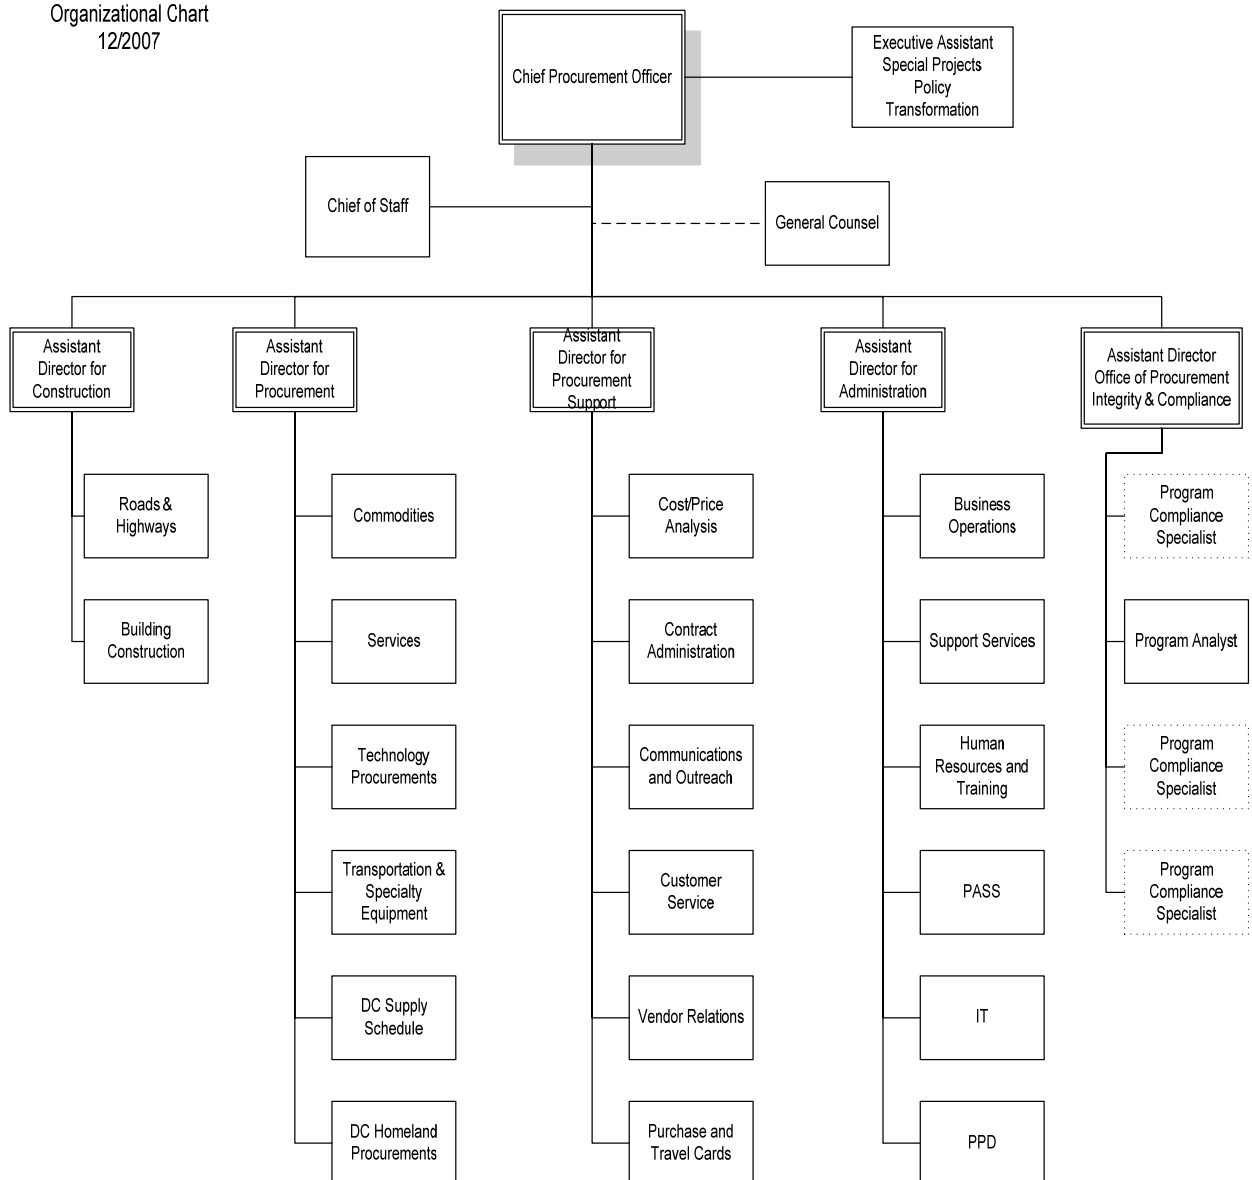 Organizational Chart
12/2007
Chief Procurement Officer
Executive Assistant
Special Projects
Policy
Transformation
Chief of Staff
General Counsel
Assistant
Director for
Construction
Assistant
Director for
Procurement
Assistant
Director for
Procurement
Support
Assistant
Director for
Administration
Assistant Director
Office of Procurement
Integrity & Compliance
Roads &
Highways
Building
Construction
Commodities
Services
Technology
Procurements
Transportation &
Specialty
Equipment
DC Supply
Schedule
DC Homeland
Procurements
Cost/Price
Analysis
Contract
Administration
Communications
and Outreach
Customer
Service
Vendor Relations
Purchase and
Travel Cards
Business
Operations
Support Services
Human
Resources and
Training
PASS
IT
PPD
Program
Compliance
Specialist
Program Analyst
Program
Compliance
Specialist
Program
Compliance
Specialist